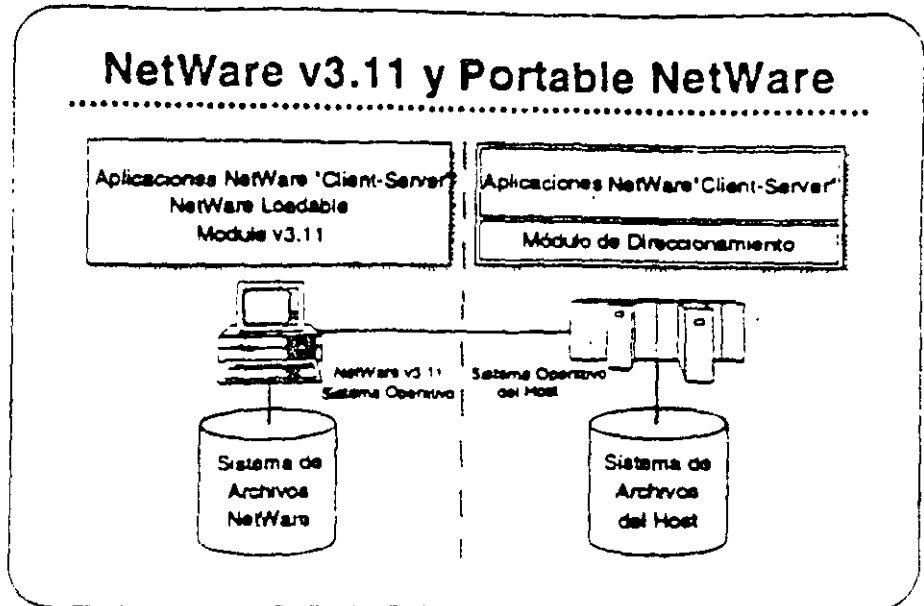 NetWare v3.11 y Portable NetWare
Aplicaciones NetWare "Client-Server"
NetWare Loadable
Module v3.11
Aplicaciones NetWare "Client-Server"
Módulo de Direccionamiento
NetWare v3.11
Sistema Operativo
Sistema Operativo
del Host
Sistema de
Archivos
NetWare
Sistema de
Archivos
del Host